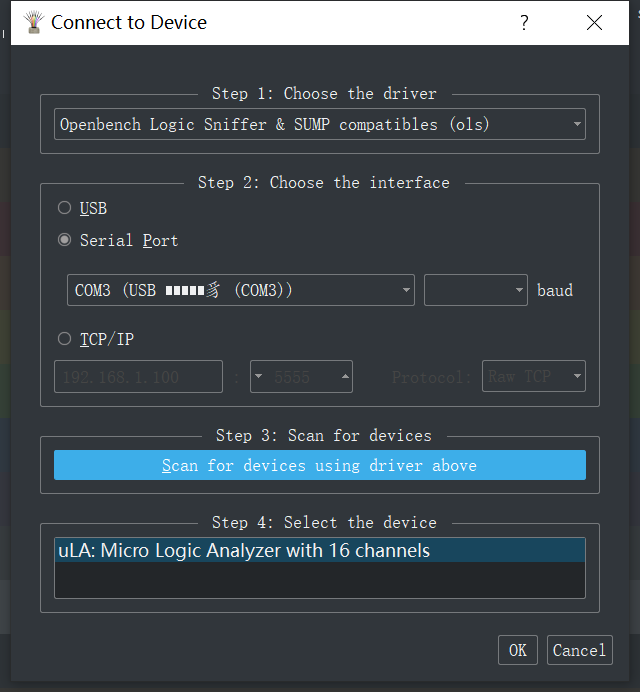 Connect to Device
?
Step 1: Choose the driver
Openbench Logic Sniffer & SUMP compatibles (ols)
Step 2: Choose the interface
USB
Serial Port
COM3 (USB ■■■■■豸 (COM3))
baud
TCP/IP
192.168.1.100 : 5555 Protocol: Raw TCP
Step 3: Scan for devices
Scan for devices using driver above
Step 4: Select the device
uLA: Micro Logic Analyzer with 16 channels
OK Cancel